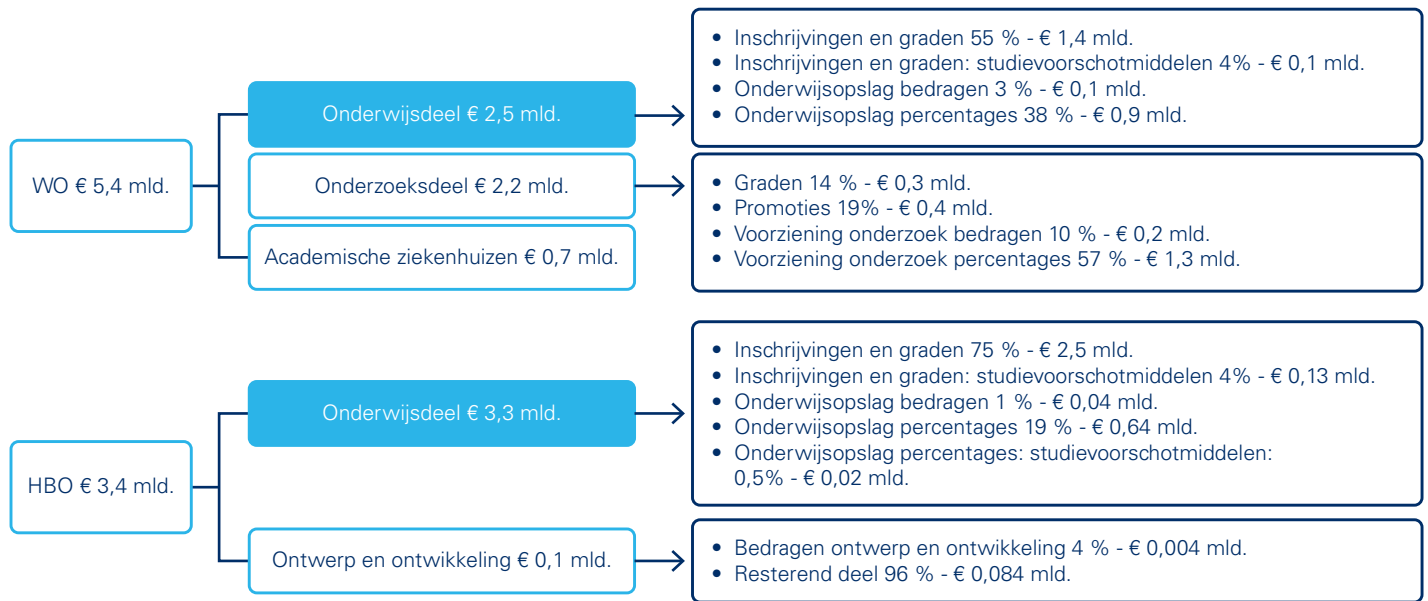 WO € 5,4 mld.
Onderwijsdeel € 2,5 mld.
• Inschrijvingen en graden 55 % - € 1,4 mld.
• Inschrijvingen en graden: studievoorschotmiddelen 4% - € 0,1 mld.
• Onderwijsopslag bedragen 3 % - € 0,1 mld.
• Onderwijsopslag percentages 38 % - € 0,9 mld.
Onderzoeksdeel € 2,2 mld.
• Graden 14 % - € 0,3 mld.
• Promoties 19% - € 0,4 mld.
• Voorziening onderzoek bedragen 10 % - € 0,2 mld.
• Voorziening onderzoek percentages 57 % - € 1,3 mld.
Academische ziekenhuizen € 0,7 mld.
HBO € 3,4 mld.
Onderwijsdeel € 3,3 mld.
• Inschrijvingen en graden 75 % - € 2,5 mld.
• Inschrijvingen en graden: studievoorschotmiddelen 4% - € 0,13 mld.
• Onderwijsopslag bedragen 1 % - € 0,04 mld.
• Onderwijsopslag percentages 19 % - € 0,64 mld.
• Onderwijsopslag percentages: studievoorschotmiddelen:
0,5% - € 0,02 mld.
Ontwerp en ontwikkeling € 0,1 mld.
• Bedragen ontwerp en ontwikkeling 4 % - € 0,004 mld.
• Resterend deel 96 % - € 0,084 mld.